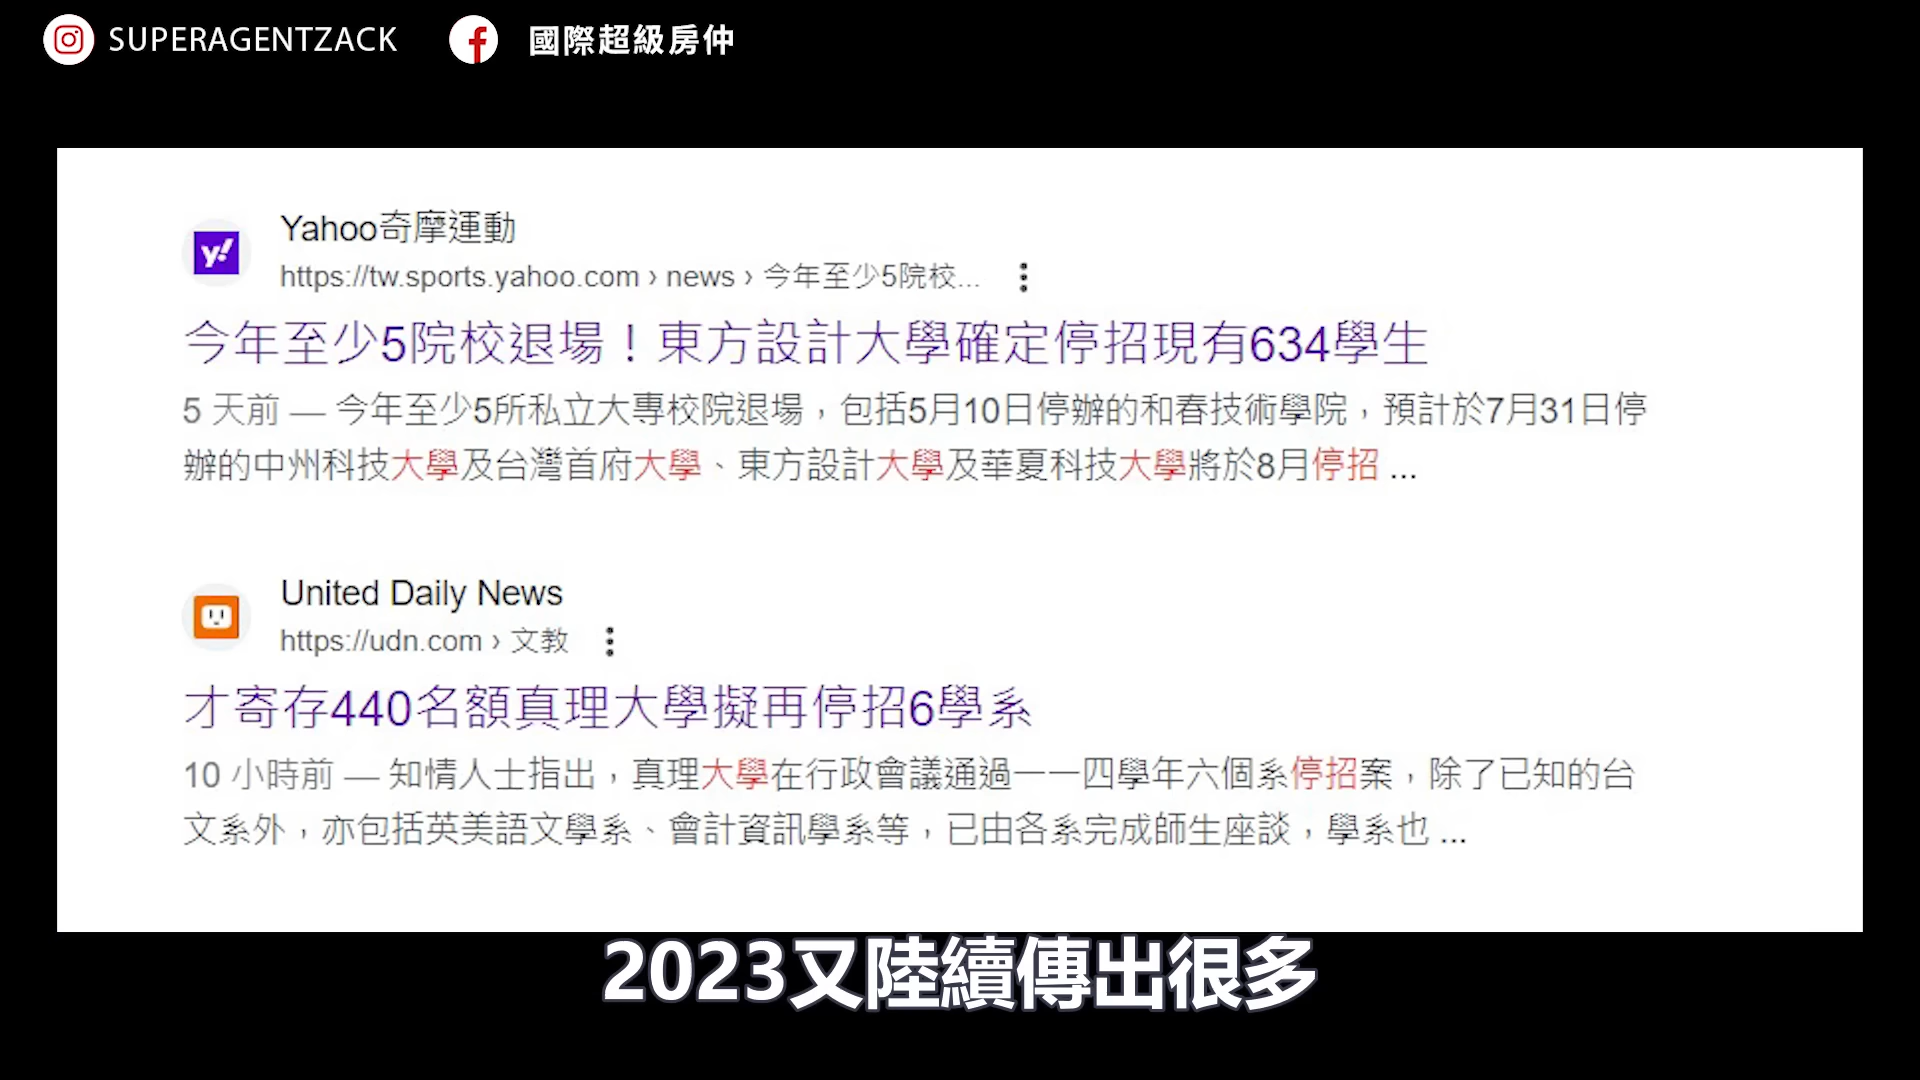 SUPERAGENTZACK 國際超級房仲
Yahoo奇摩運動
https://tw.sports.yahoo.com › news › 今年至少5院校...
今年至少5院校退場！東方設計大學確定停招現有634學生
5 天前 — 今年至少5所私立大專校院退場，包括5月10日停辦的和春技術學院，預計於7月31日停
辦的中州科技大學及台灣首府大學、東方設計大學及華夏科技大學將於8月停招 ...
United Daily News
https://udn.com › 文教
才寄存440名額真理大學擬再停招6學系
10 小時前 — 知情人士指出，真理大學在行政會議通過一一四學年六個系停招案，除了已知的台
文系外，亦包括英美語文學系、會計資訊學系等，已由各系完成師生座談，學系也 ...
2023又陸續傳出很多